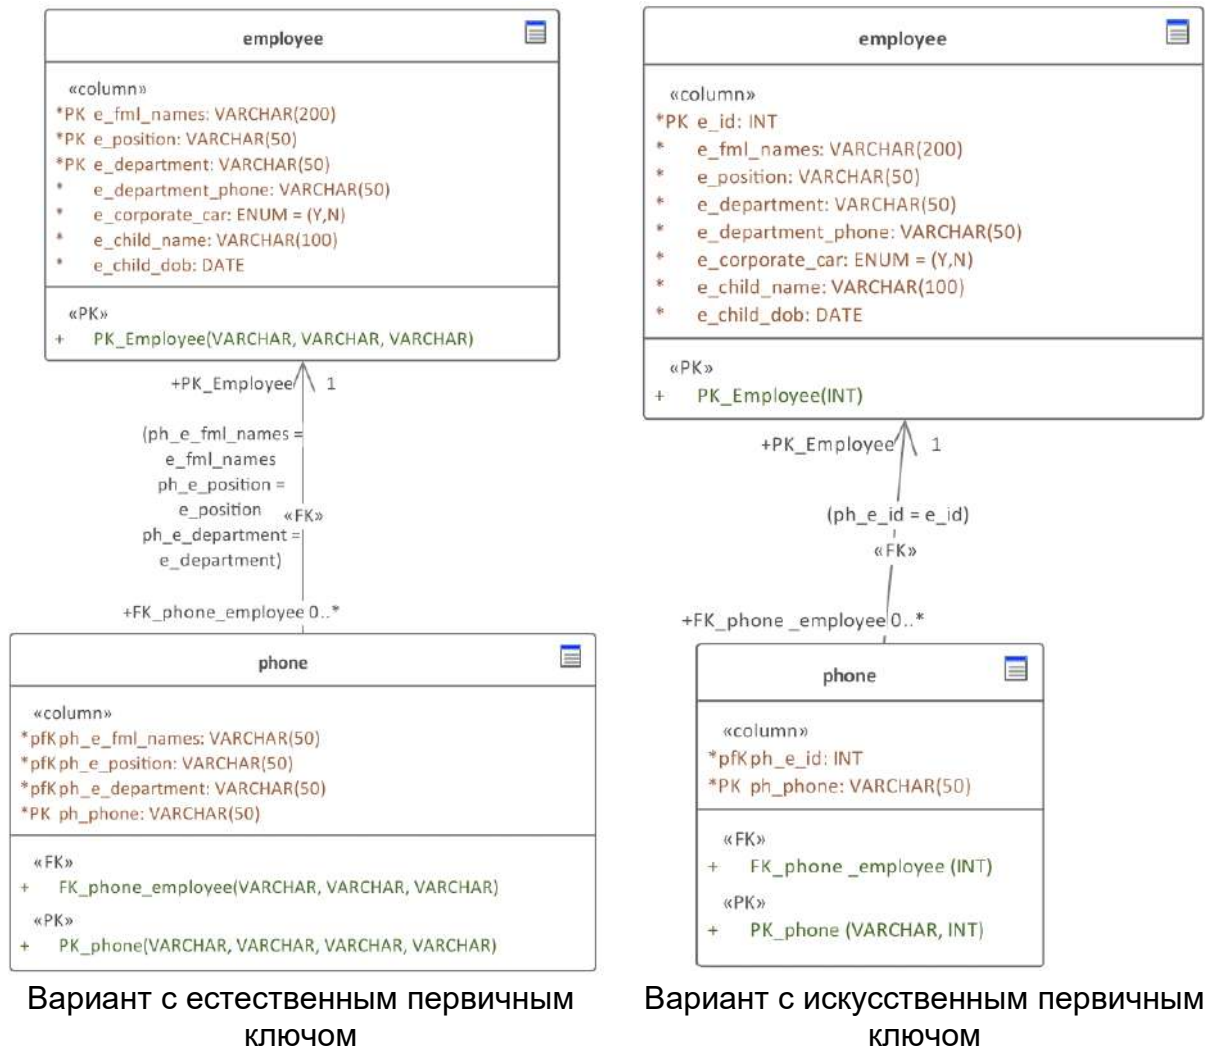 employee
«column»
*PK e_fml_names: VARCHAR(200)
*PK e_position: VARCHAR(50)
*PK e_department: VARCHAR(50)
* e_department_phone: VARCHAR(50)
* e_corporate_car: ENUM = (Y,N)
* e_child_name: VARCHAR(100)
* e_child_dob: DATE
«PK»
+ PK_Employee(VARCHAR, VARCHAR, VARCHAR)
+PK_Employee 1
(ph_e_fml_names =
e_fml_names
ph_e_position =
e_position
«FK»
ph_e_department =
e_department)
+FK_phone_employee 0..*
phone
«column»
*pfK ph_e_fml_names: VARCHAR(50)
*pfK ph_e_position: VARCHAR(50)
*pfK ph_e_department: VARCHAR(50)
*PK ph_phone: VARCHAR(50)
«FK»
+ FK_phone_employee(VARCHAR, VARCHAR, VARCHAR)
«PK»
+ PK_phone(VARCHAR, VARCHAR, VARCHAR, VARCHAR)
Вариант с естественным первичным
ключом
employee
«column»
*PK e_id: INT
* e_fml_names: VARCHAR(200)
* e_position: VARCHAR(50)
* e_department: VARCHAR(50)
* e_department_phone: VARCHAR(50)
* e_corporate_car: ENUM = (Y,N)
* e_child_name: VARCHAR(100)
* e_child_dob: DATE
«PK»
+ PK_Employee(INT)
+PK_Employee 1
(ph_e_id = e_id)
«FK»
+FK_phone _employee 0..*
phone
«column»
*pfK ph_e_id: INT
*PK ph_phone: VARCHAR(50)
«FK»
+ FK_phone _employee (INT)
«PK»
+ PK_phone (VARCHAR, INT)
Вариант с искусственным первичным
ключом